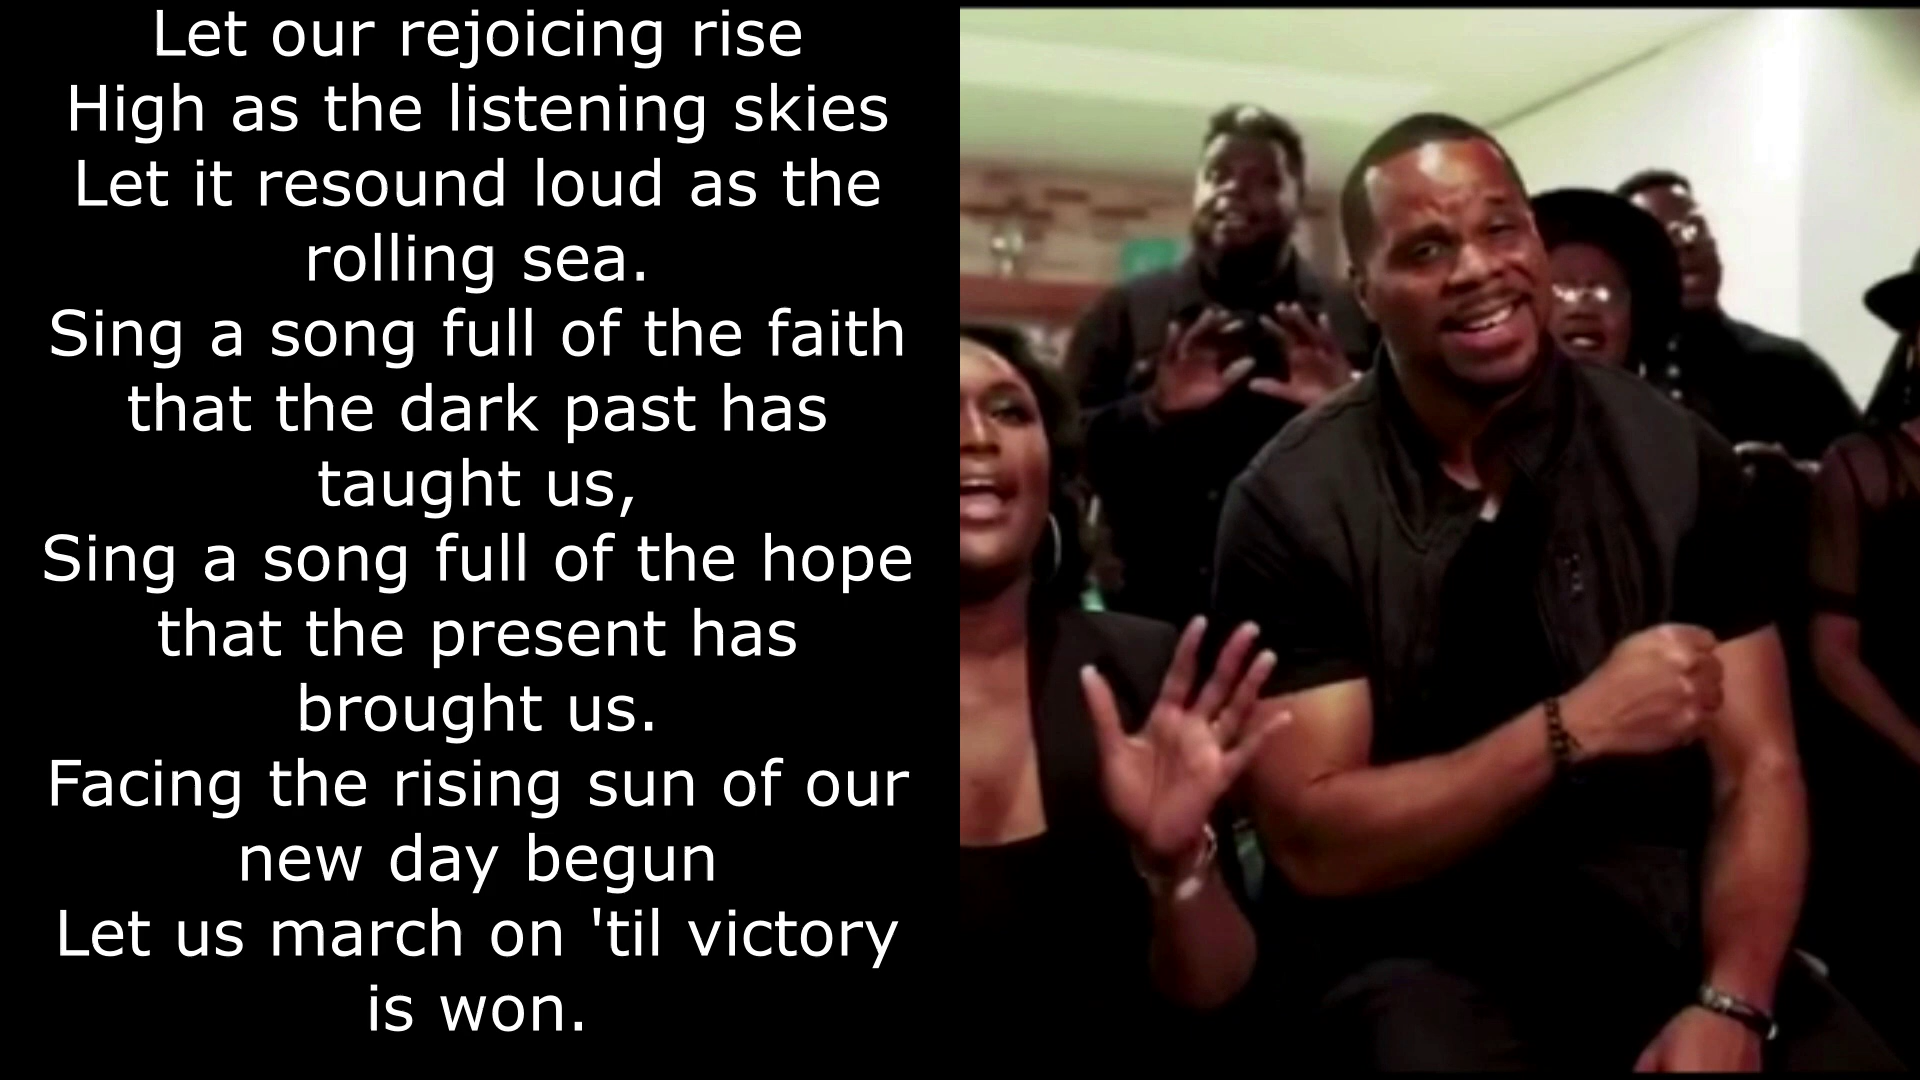 Let our rejoicing rise
High as the listening skies
Let it resound loud as the
rolling sea.
Sing a song full of the faith
that the dark past has
taught us,
Sing a song full of the hope
that the present has
brought us.
Facing the rising sun of our
new day begun
Let us march on 'til victory
is won.